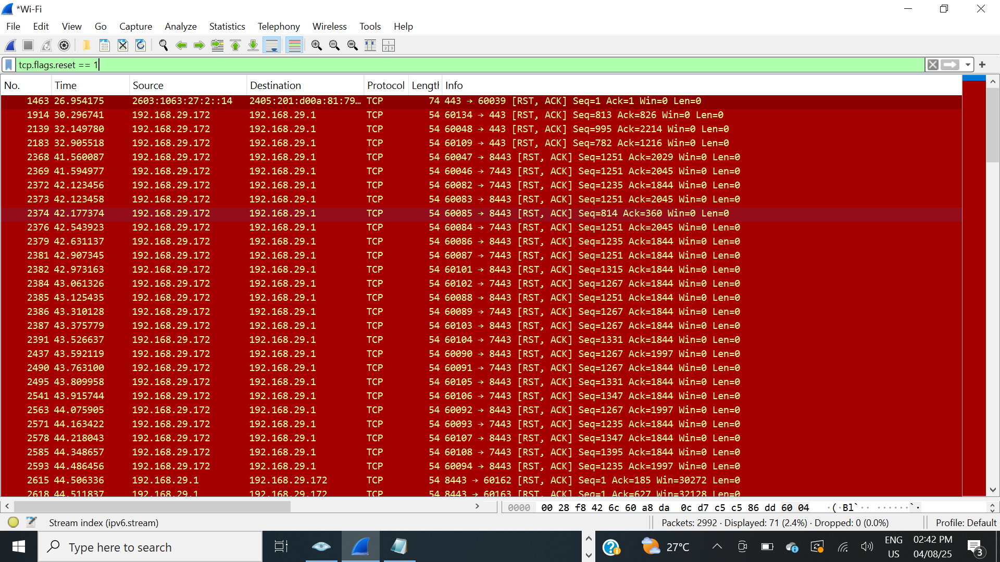 *Wi-Fi
File Edit View Go Capture Analyze Statistics Telephony Wireless Tools Help
tcp.flags.reset == 1
No. Time Source Destination Protocol Lengtl Info
1463 26.954175 2603:1063:27:2::14 2405:201:d00a:81:79… TCP 74 443 → 60039 [RST, ACK] Seq=1 Ack=1 Win=0 Len=0
1914 30.296741 192.168.29.172 192.168.29.1 TCP 54 60134 → 443 [RST, ACK] Seq=813 Ack=826 Win=0 Len=0
2139 32.149780 192.168.29.172 192.168.29.1 TCP 54 60048 → 443 [RST, ACK] Seq=995 Ack=2214 Win=0 Len=0
2183 32.905518 192.168.29.172 192.168.29.1 TCP 54 60109 → 443 [RST, ACK] Seq=782 Ack=1216 Win=0 Len=0
2368 41.560087 192.168.29.172 192.168.29.1 TCP 54 60047 → 8443 [RST, ACK] Seq=1251 Ack=2029 Win=0 Len=0
2369 41.594977 192.168.29.172 192.168.29.1 TCP 54 60046 → 7443 [RST, ACK] Seq=1251 Ack=2045 Win=0 Len=0
2372 42.123456 192.168.29.172 192.168.29.1 TCP 54 60082 → 7443 [RST, ACK] Seq=1235 Ack=1844 Win=0 Len=0
2373 42.123458 192.168.29.172 192.168.29.1 TCP 54 60083 → 8443 [RST, ACK] Seq=1251 Ack=2045 Win=0 Len=0
2374 42.177374 192.168.29.172 192.168.29.1 TCP 54 60085 → 8443 [RST, ACK] Seq=814 Ack=360 Win=0 Len=0
2376 42.543923 192.168.29.172 192.168.29.1 TCP 54 60084 → 7443 [RST, ACK] Seq=1251 Ack=2045 Win=0 Len=0
2379 42.631137 192.168.29.172 192.168.29.1 TCP 54 60086 → 8443 [RST, ACK] Seq=1235 Ack=1844 Win=0 Len=0
2381 42.907345 192.168.29.172 192.168.29.1 TCP 54 60087 → 7443 [RST, ACK] Seq=1251 Ack=1844 Win=0 Len=0
2382 42.973163 192.168.29.172 192.168.29.1 TCP 54 60101 → 8443 [RST, ACK] Seq=1315 Ack=1844 Win=0 Len=0
2384 43.061326 192.168.29.172 192.168.29.1 TCP 54 60102 → 7443 [RST, ACK] Seq=1267 Ack=1844 Win=0 Len=0
2385 43.125435 192.168.29.172 192.168.29.1 TCP 54 60088 → 8443 [RST, ACK] Seq=1251 Ack=1844 Win=0 Len=0
2386 43.310128 192.168.29.172 192.168.29.1 TCP 54 60089 → 7443 [RST, ACK] Seq=1267 Ack=1844 Win=0 Len=0
2387 43.375779 192.168.29.172 192.168.29.1 TCP 54 60103 → 8443 [RST, ACK] Seq=1267 Ack=1844 Win=0 Len=0
2391 43.526637 192.168.29.172 192.168.29.1 TCP 54 60104 → 7443 [RST, ACK] Seq=1331 Ack=1844 Win=0 Len=0
2437 43.592119 192.168.29.172 192.168.29.1 TCP 54 60090 → 8443 [RST, ACK] Seq=1267 Ack=1997 Win=0 Len=0
2490 43.763100 192.168.29.172 192.168.29.1 TCP 54 60091 → 7443 [RST, ACK] Seq=1267 Ack=1844 Win=0 Len=0
2495 43.809958 192.168.29.172 192.168.29.1 TCP 54 60105 → 8443 [RST, ACK] Seq=1331 Ack=1844 Win=0 Len=0
2541 43.915744 192.168.29.172 192.168.29.1 TCP 54 60106 → 7443 [RST, ACK] Seq=1347 Ack=1844 Win=0 Len=0
2563 44.075905 192.168.29.172 192.168.29.1 TCP 54 60092 → 8443 [RST, ACK] Seq=1267 Ack=1997 Win=0 Len=0
2571 44.163422 192.168.29.172 192.168.29.1 TCP 54 60093 → 7443 [RST, ACK] Seq=1235 Ack=1844 Win=0 Len=0
2578 44.218043 192.168.29.172 192.168.29.1 TCP 54 60107 → 8443 [RST, ACK] Seq=1347 Ack=1844 Win=0 Len=0
2585 44.348657 192.168.29.172 192.168.29.1 TCP 54 60108 → 7443 [RST, ACK] Seq=1395 Ack=1844 Win=0 Len=0
2593 44.486456 192.168.29.172 192.168.29.1 TCP 54 60094 → 8443 [RST, ACK] Seq=1235 Ack=1997 Win=0 Len=0
2615 44.506336 192.168.29.1 192.168.29.172 TCP 54 8443 → 60162 [RST, ACK] Seq=1 Ack=185 Win=30272 Len=0
2618 44.511837 192.168.29.1 192.168.29.172 TCP 54 8443 → 60163 [RST, ACK] Seq=1 Ack=627 Win=32128 Len=0
0000 00 28 f8 42 6c 60 a8 da 0c d7 c5 c5 86 dd 60 04 ·(·Bl`·· ······`·
Stream index (ipv6.stream) Packets: 2992 · Displayed: 71 (2.4%) · Dropped: 0 (0.0%) Profile: Default
Type here to search 27°C ENG US 02:42 PM 04/08/25 3